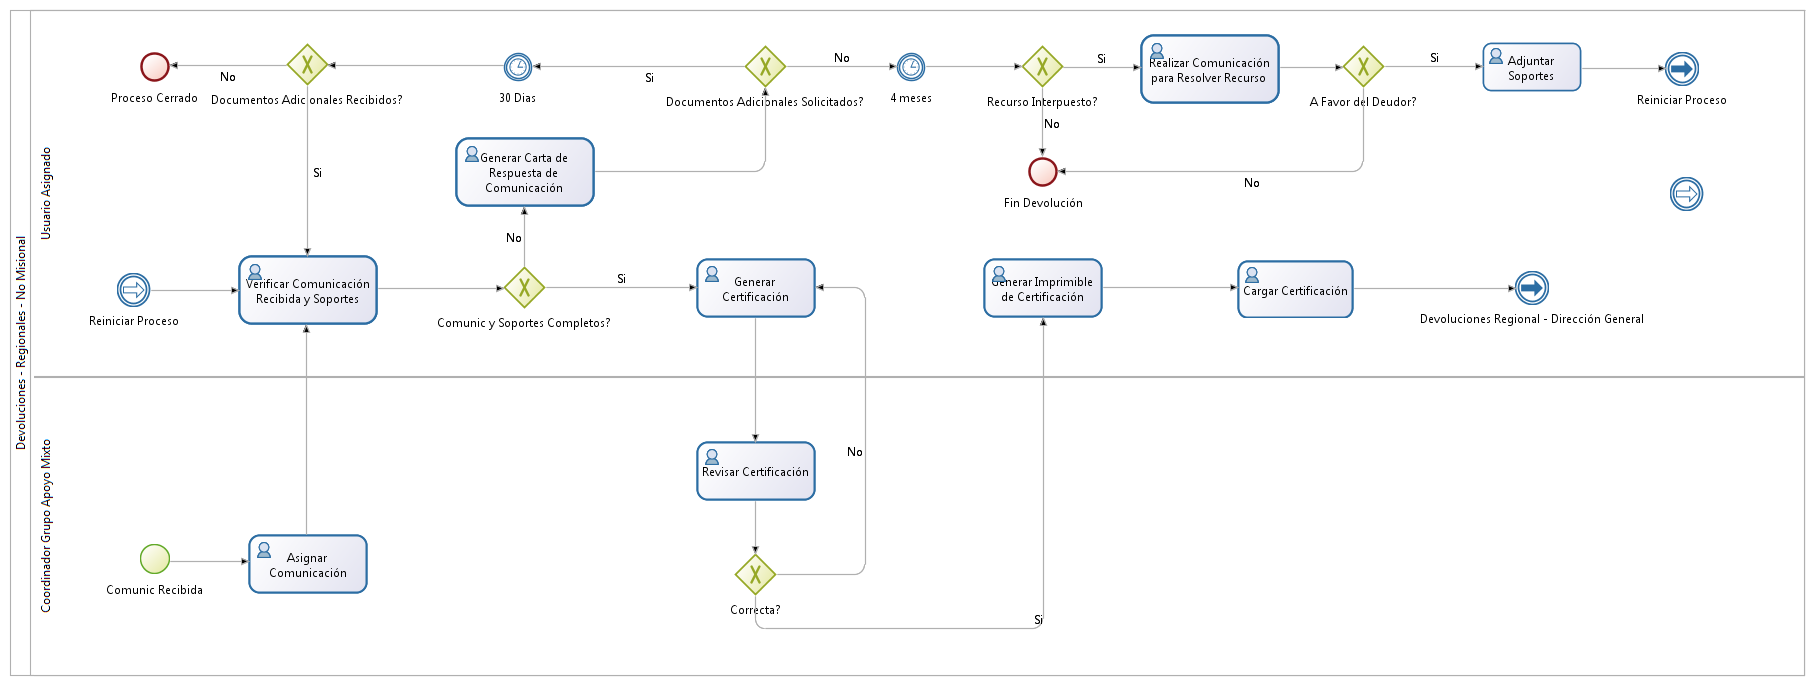 Devoluciones - Regionales - No Misional
Usuario Asignado
Proceso Cerrado
No
Documentos Adicionales Recibidos?
30 Dias
Si
Documentos Adicionales Solicitados?
No
4 meses
Recurso Interpuesto?
Si
Realizar Comunicación
para Resolver Recurso
A Favor del Deudor?
Si
Adjuntar
Soportes
Reiniciar Proceso
No
Si
Generar Carta de
Respuesta de
Comunicación
Fin Devolución
No
No
Reiniciar Proceso
Verificar Comunicación
Recibida y Soportes
Comunic y Soportes Completos?
Si
Generar
Certificación
Generar Imprimible
de Certificación
Cargar Certificación
Devoluciones Regional - Dirección General
Coordinador Grupo Apoyo Mixto
Revisar Certificación
No
Comunic Recibida
Asignar
Comunicación
Correcta?
Si